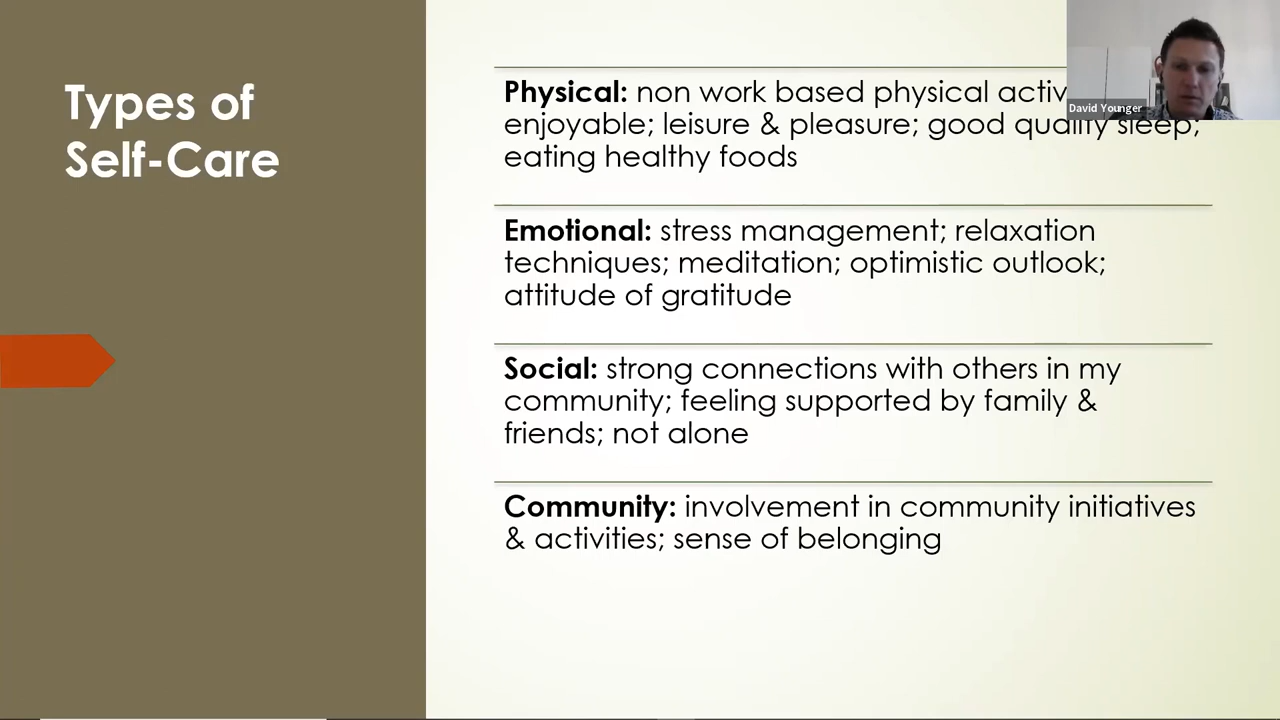 Types of
Self-Care
Physical: non work based physical activ
enjoyable; leisure & pleasure; good quality sleep;
eating healthy foods
Emotional: stress management; relaxation
techniques; meditation; optimistic outlook;
attitude of gratitude
Social: strong connections with others in my
community; feeling supported by family &
friends; not alone
Community: involvement in community initiatives
& activities; sense of belonging
David Younger